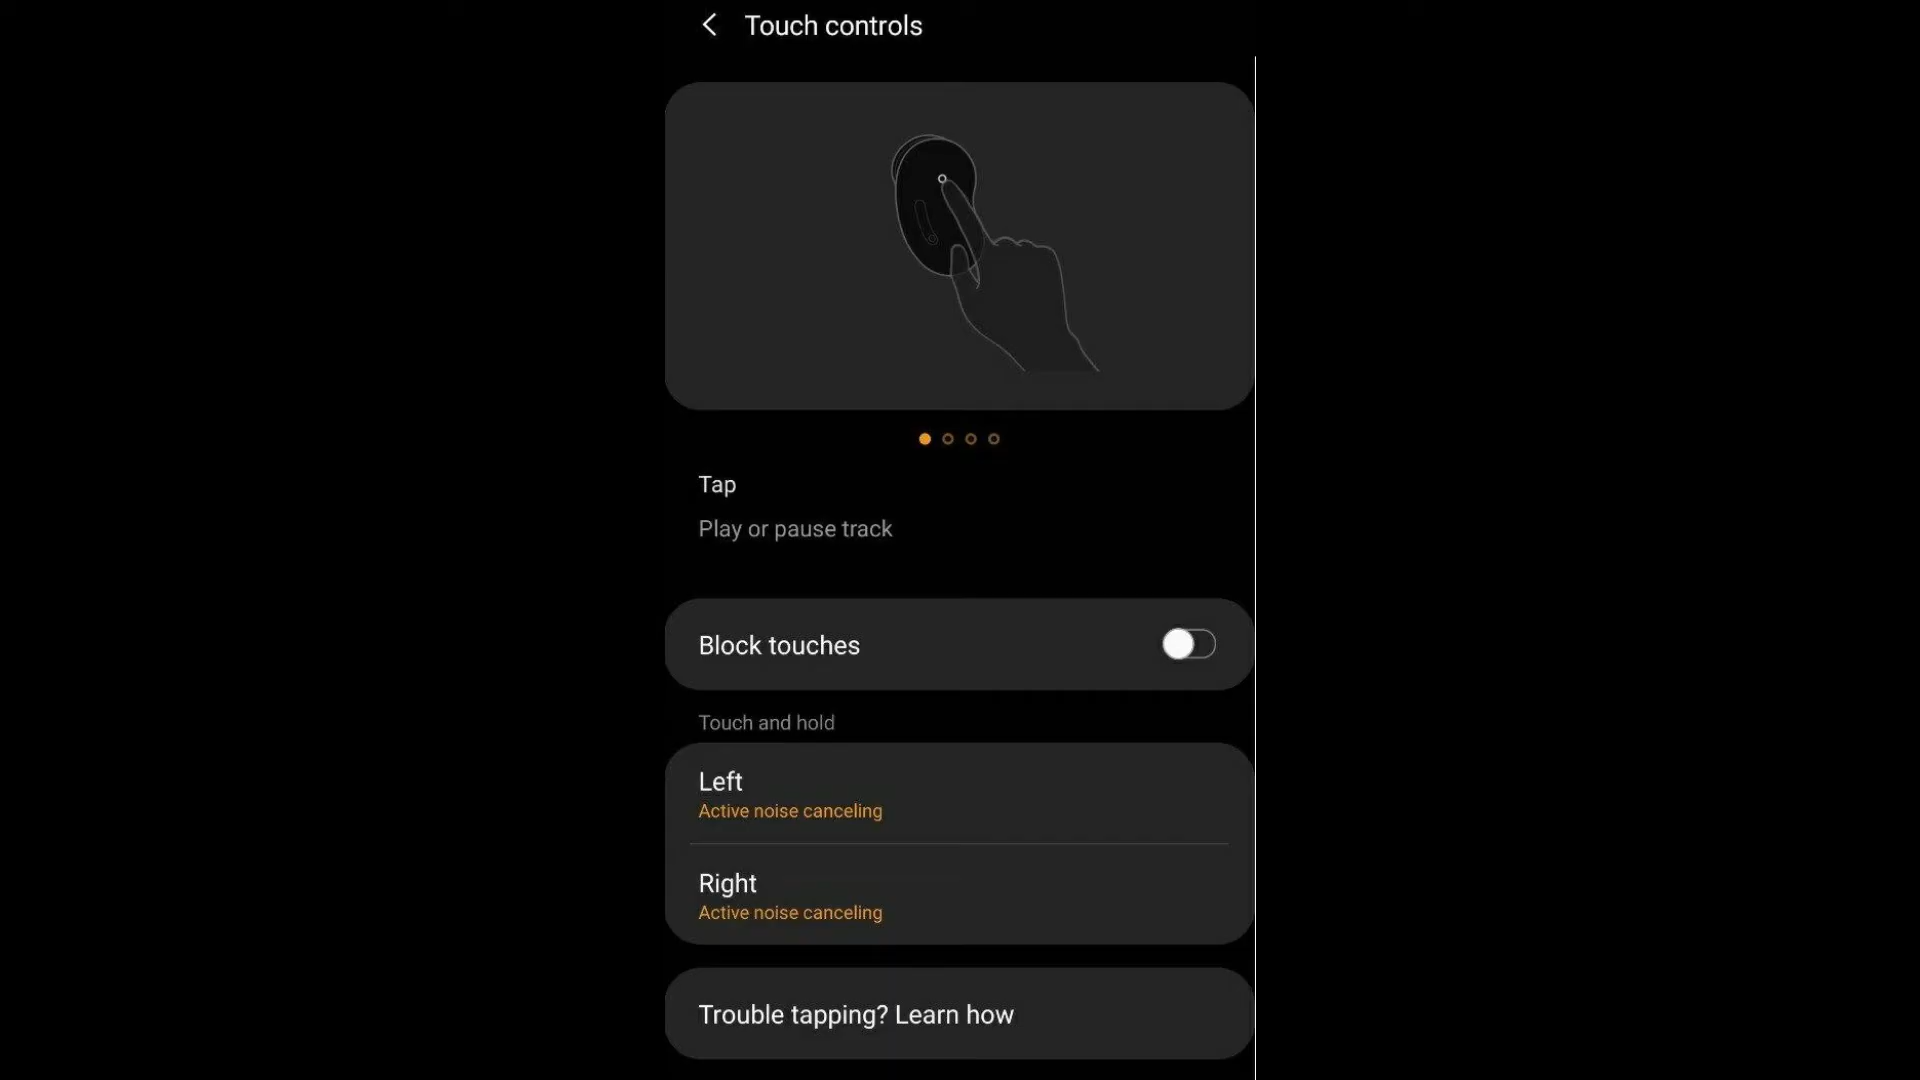 Touch controls
Tap
Play or pause track
Block touches
Touch and hold
Left
Active noise canceling
Right
Active noise canceling
Trouble tapping? Learn how